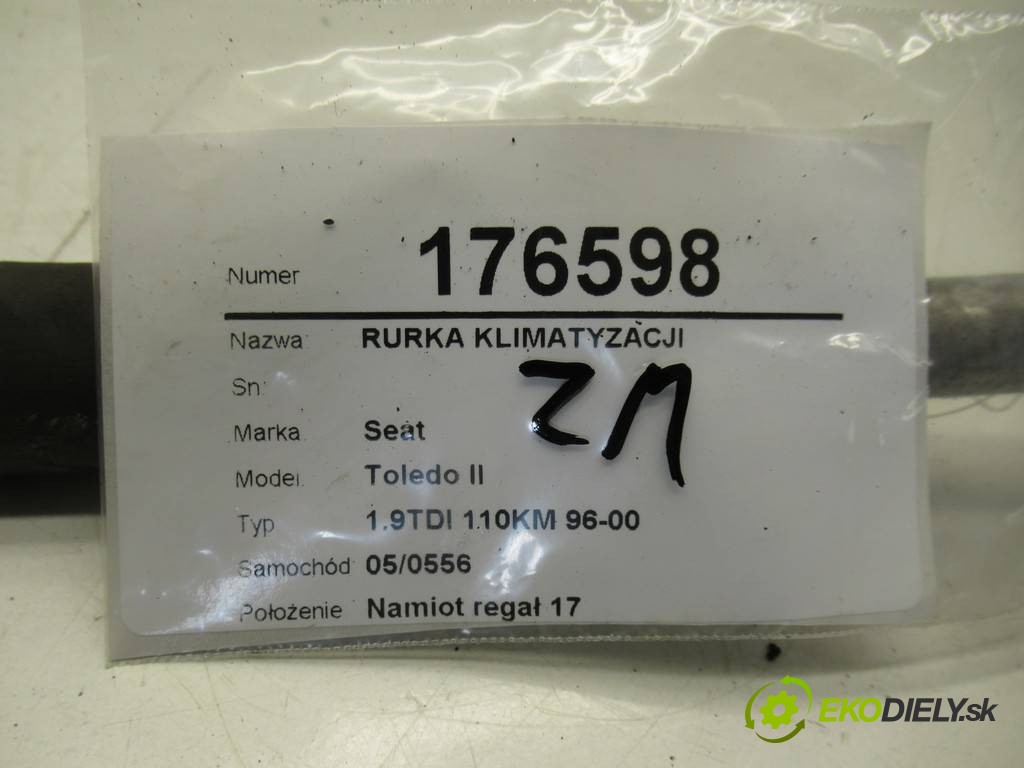 Numer 176598
Nazwa: RURKA KLIMATYZACJI
Sn:
Marka: Seat
Model: Toledo II
Typ 1.9TDI 110KM 96-00
Samochód 05/0556
Położenie Namiot regał 17
EKODIELY.sk